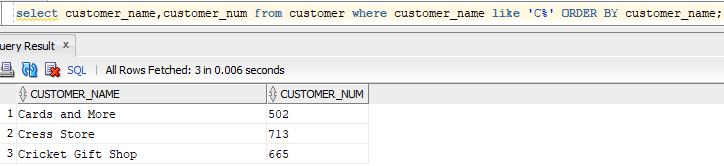 select customer_name,customer_num from customer where customer_name like 'C%' ORDER BY customer_name;
uery Result x
SQL | All Rows Fetched: 3 in 0.006 seconds
CUSTOMER_NAME CUSTOMER_NUM
1 Cards and More 502
2 Cress Store 713
3 Cricket Gift Shop 665